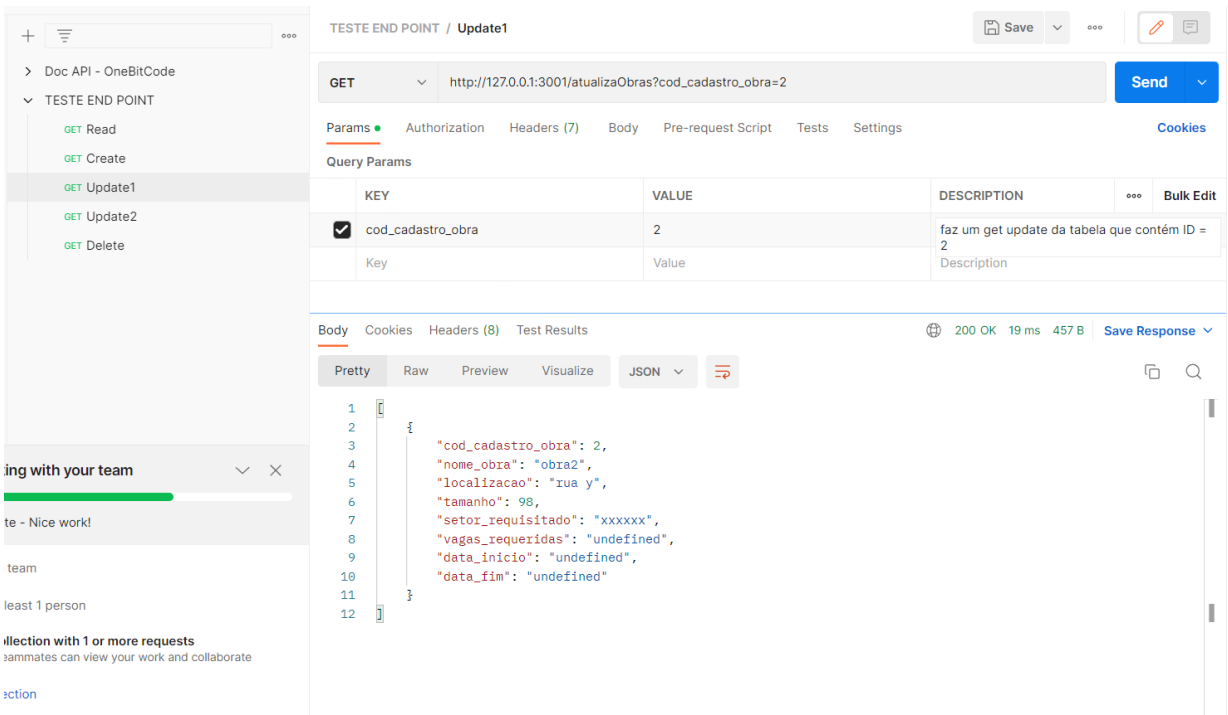 TESTE END POINT / Update1
Save
GET http://127.0.0.1:3001/atualizaObras?cod_cadastro_obra=2 Send
Doc API - OneBitCode
TESTE END POINT
GET Read
GET Create
GET Update1
GET Update2
GET Delete
Params Authorization Headers (7) Body Pre-request Script Tests Settings Cookies
Query Params
KEY VALUE DESCRIPTION Bulk Edit
cod_cadastro_obra 2 faz um get update da tabela que contém ID =
2
Key Value Description
Body Cookies Headers (8) Test Results 200 OK 19 ms 457 B Save Response
Pretty Raw Preview Visualize JSON
1 [
2 {
3 "cod_cadastro_obra": 2,
4 "nome_obra": "obra2",
5 "localizacao": "rua y",
6 "tamanho": 98,
7 "setor_requisitado": "xxxxxx",
8 "vagas_requeridas": "undefined",
9 "data_inicio": "undefined",
10 "data_fim": "undefined"
11 }
12 ]
ing with your team
te - Nice work!
team
least 1 person
llection with 1 or more requests
eammates can view your work and collaborate
ection